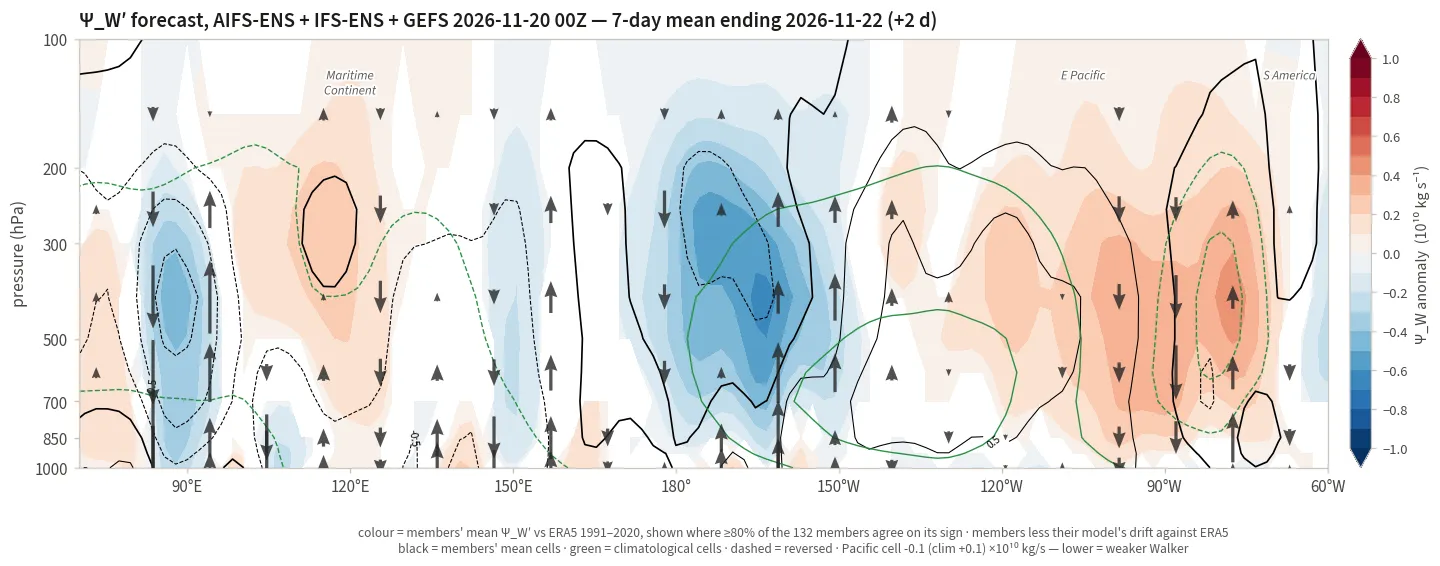 Ψ_W′ forecast, AIFS-ENS + IFS-ENS + GEFS 2026-11-20 00Z — 7-day mean ending 2026-11-22 (+2 d)
100
200
300
400
500
700
850
1000
pressure (hPa)
Maritime
Continent
E Pacific
S America
0.5
90°E
120°E
150°E
180°
150°W
120°W
90°W
60°W
1.0
0.8
0.6
0.4
0.2
0.0
−0.2
−0.4
−0.6
−0.8
−1.0
Ψ_W anomaly (10¹⁰ kg s⁻¹)
colour = members' mean Ψ_W′ vs ERA5 1991–2020, shown where ≥80% of the 132 members agree on its sign · members less their model's drift against ERA5
black = members' mean cells · green = climatological cells · dashed = reversed · Pacific cell -0.1 (clim +0.1) ×10¹⁰ kg/s — lower = weaker Walker